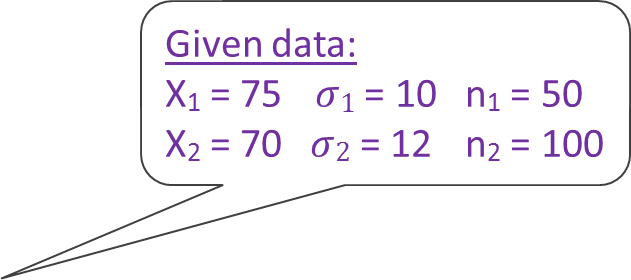 Given data:
X₁ = 75 σ₁ = 10 n₁ = 50
X₂ = 70 σ₂ = 12 n₂ = 100